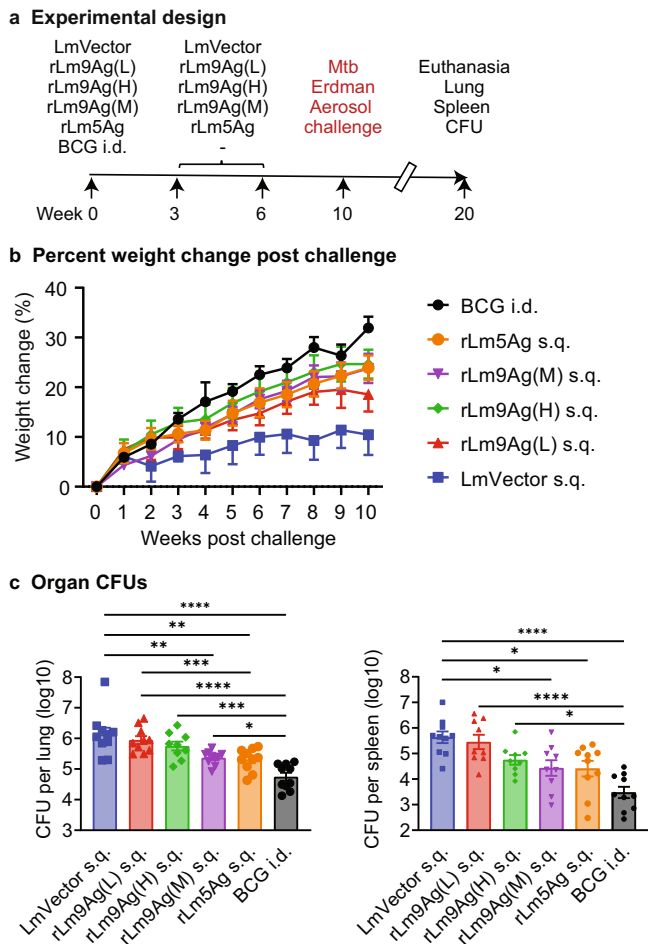 a Experimental design
LmVector
rLm9Ag(L)
rLm9Ag(H)
rLm9Ag(M)
rLm5Ag
BCG i.d.
LmVector
rLm9Ag(L)
rLm9Ag(H)
rLm9Ag(M)
rLm5Ag
-
Mtb
Erdman
Aerosol
challenge
Euthanasia
Lung
Spleen
CFU
Week 0 3 6 10 20
b Percent weight change post challenge
Weight change (%)
40
30
20
10
0
0 1 2 3 4 5 6 7 8 9 10
Weeks post challenge
BCG i.d.
rLm5Ag s.q.
rLm9Ag(M) s.q.
rLm9Ag(H) s.q.
rLm9Ag(L) s.q.
LmVector s.q.
c Organ CFUs
****
**
**
***
****
***
*
CFU per lung (log10)
8
7
6
5
4
3
LmVector s.q.
rLm9Ag(L) s.q.
rLm9Ag(H) s.q.
rLm9Ag(M) s.q.
rLm5Ag s.q.
BCG i.d.
****
*
*
****
*
CFU per spleen (log10)
8
7
6
5
4
3
2
LmVector s.q.
rLm9Ag(L) s.q.
rLm9Ag(H) s.q.
rLm9Ag(M) s.q.
rLm5Ag s.q.
BCG i.d.